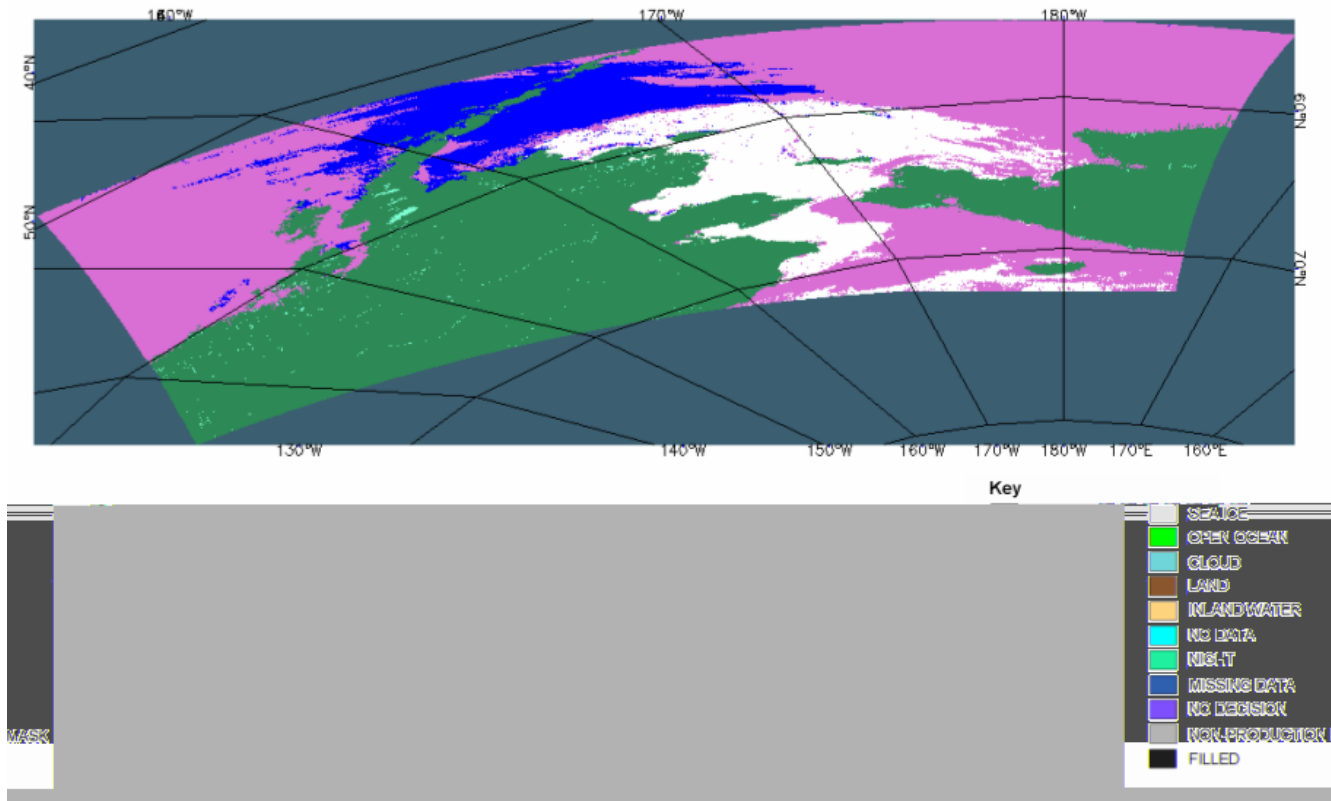 170°W
180°W
40°N
60°N
50°N
70°N
130°W
140°W
150°W
160°W
170°W
180°W
170°E
160°E
Key
SEA ICE
OPEN OCEAN
CLOUD
LAND
INLAND WATER
NO DATA
NIGHT
MISSING DATA
NO DECISION
MASK
NON-PRODUCTION
FILLED